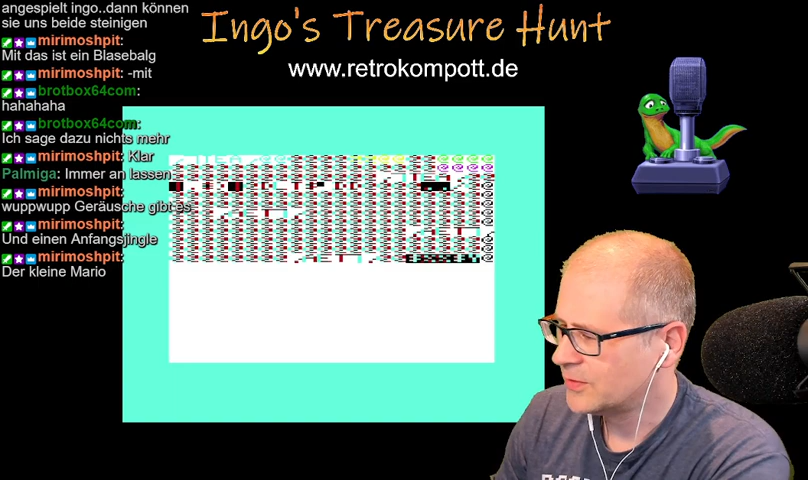 angespielt ingo..dann können
sie uns beide steinigen
mirimoshpit:
Mit das ist ein Blasebalg
mirimoshpit: -mit
brotbox64com:
hahahaha
brotbox64com:
Ich sage dazu nichts mehr
mirimoshpit: Klar
Palmiga: Immer an lassen
mirimoshpit:
wuppwupp Geräusche gibt es
mirimoshpit:
Und einen Anfangsjingle
mirimoshpit:
Der kleine Mario
Ingo's Treasure Hunt
www.retrokompott.de